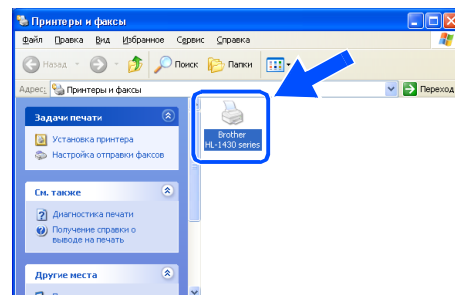 Принтеры и факсы
Файл Правка Вид Избранное Сервис Справка
Назад Поиск Папки
Адрес: Принтеры и факсы Переход
Задачи печати
Установка принтера
Настройка отправки факсов
Brother
HL-1430 series
См. также
Диагностика печати
Получение справки о
выводе на печать
Другие места